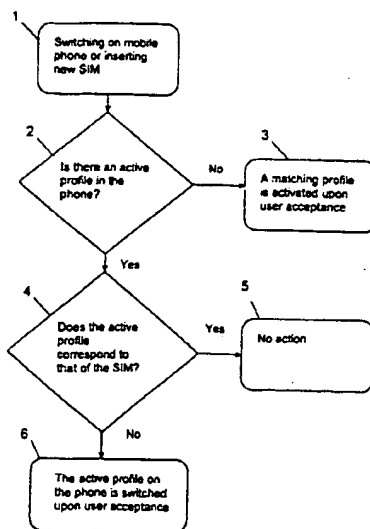 1
Switching on mobile
phone or inserting
new SIM
2
Is there an active
profile in the
phone?
No
3
A matching profile
is activated upon
user acceptance
Yes
4
Does the active
profile
correspond to
that of the SIM?
Yes
5
No action
No
6
The active profile on
the phone is switched
upon user acceptance